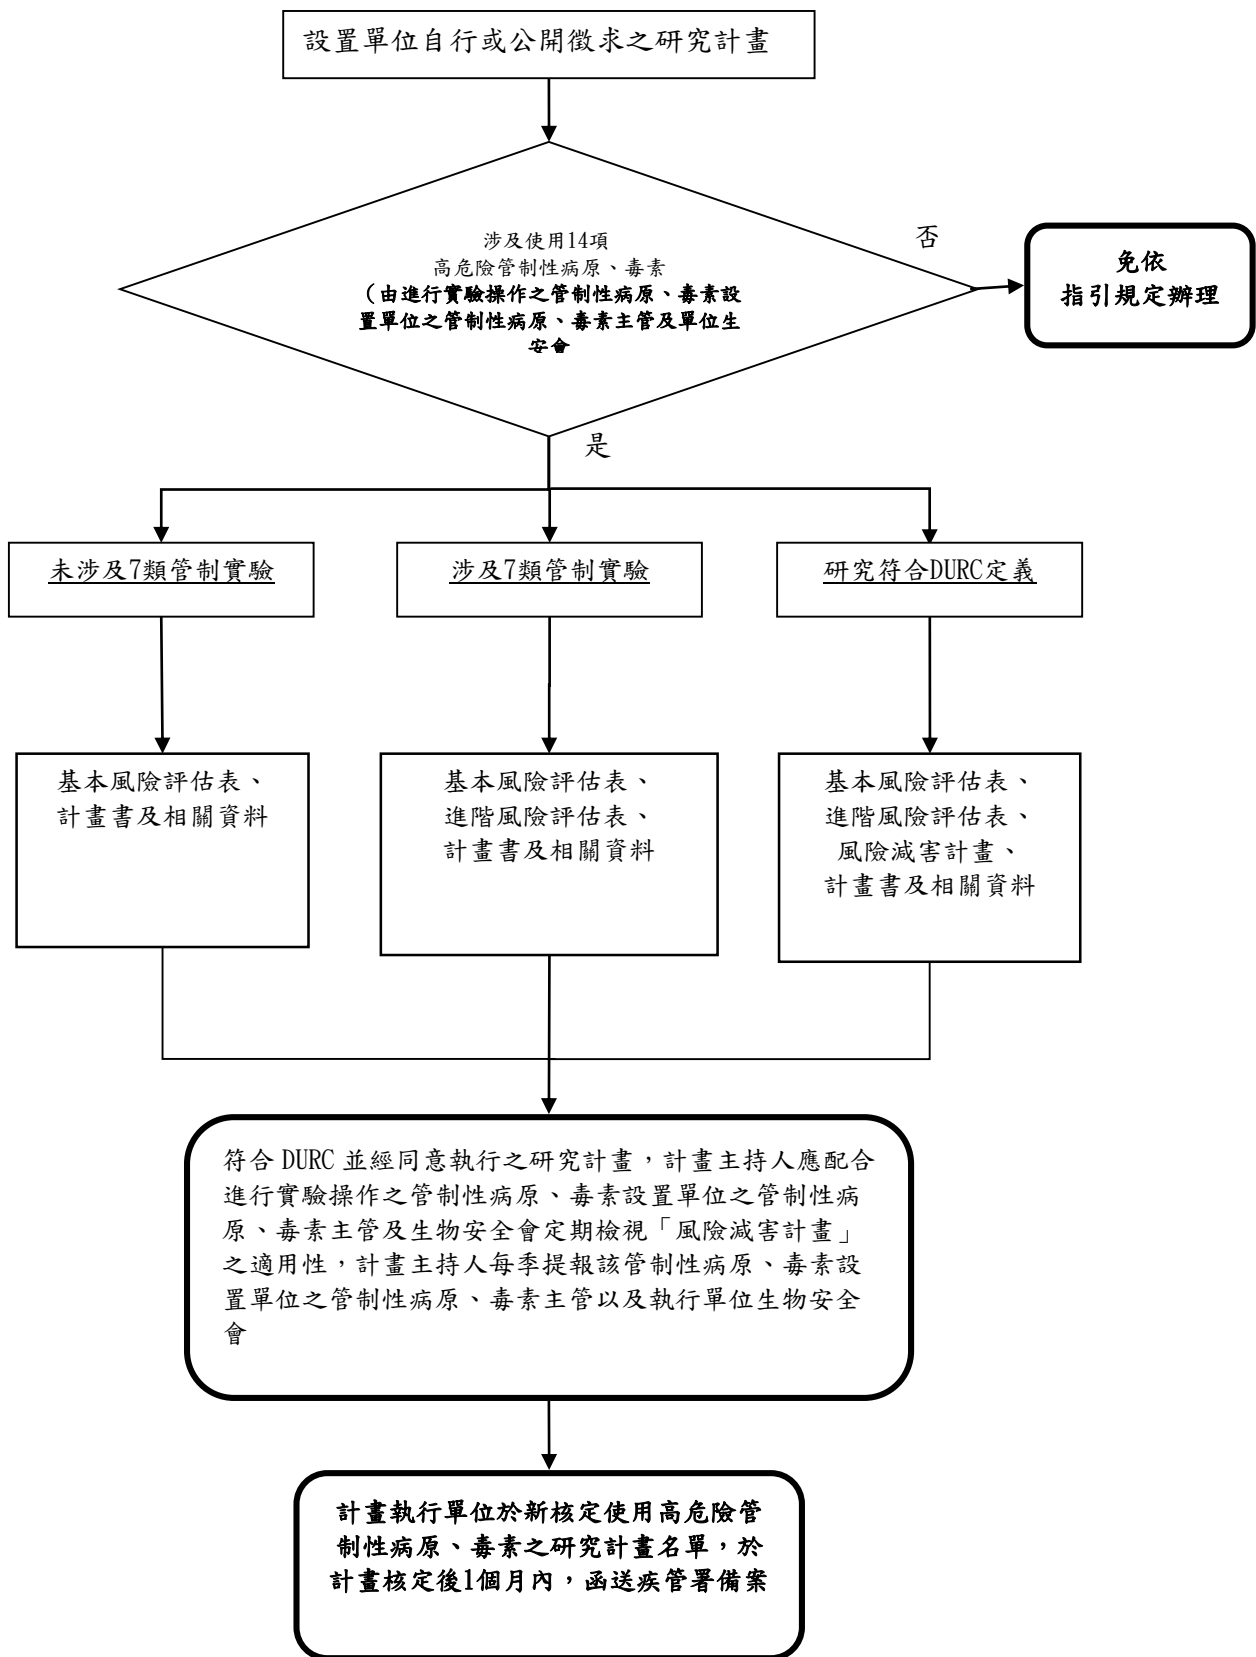 設置單位自行或公開徵求之研究計畫
涉及使用14項
高危險管制性病原、毒素
（由進行實驗操作之管制性病原、毒素設
置單位之管制性病原、毒素主管及單位生
安會
否
免依
指引規定辦理
是
未涉及7類管制實驗
涉及7類管制實驗
研究符合DURC定義
基本風險評估表、
計畫書及相關資料
基本風險評估表、
進階風險評估表、
計畫書及相關資料
基本風險評估表、
進階風險評估表、
風險減害計畫、
計畫書及相關資料
符合 DURC 並經同意執行之研究計畫，計畫主持人應配合
進行實驗操作之管制性病原、毒素設置單位之管制性病
原、毒素主管及生物安全會定期檢視「風險減害計畫」
之適用性，計畫主持人每季提報該管制性病原、毒素設
置單位之管制性病原、毒素主管以及執行單位生物安全
會
計畫執行單位於新核定使用高危險管
制性病原、毒素之研究計畫名單，於
計畫核定後1個月內，函送疾管署備案